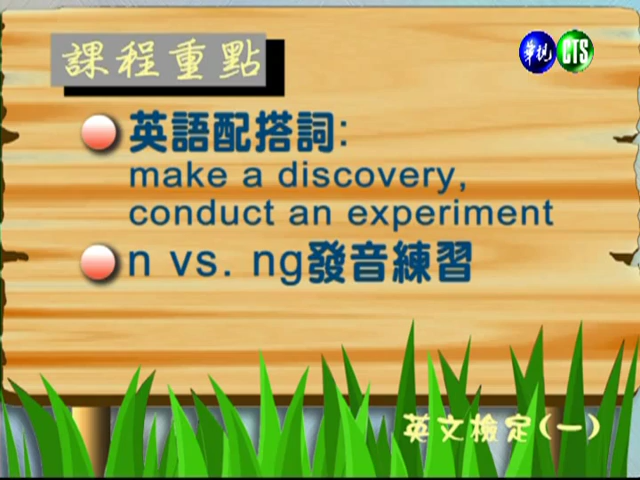 課程重點
華視 CTS
英語配搭詞:
make a discovery,
conduct an experiment
n vs. ng發音練習
英文檢定(一)